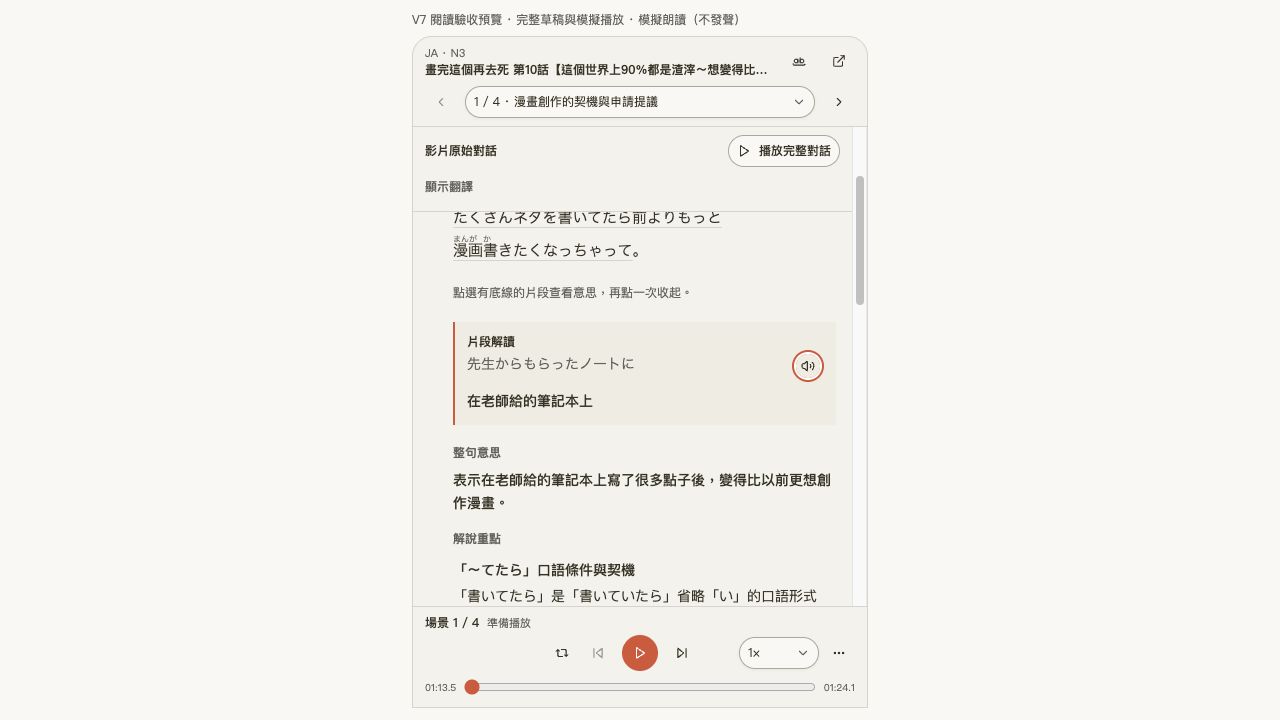 V7 閱讀驗收預覽 · 完整草稿與模擬播放 · 模擬朗讀（不發聲）
JA · N3
畫完這個再去死 第10話【這個世界上90%都是渣滓～想變得比...
ab
1 / 4 · 漫畫創作的契機與申請提議
影片原始對話
播放完整對話
顯示翻譯
たくさんネタを書いてたら前よりもっと
まんが か
漫画書きたくなっちゃって。
點選有底線的片段查看意思，再點一次收起。
片段解讀
先生からもらったノートに
在老師給的筆記本上
整句意思
表示在老師給的筆記本上寫了很多點子後，變得比以前更想創
作漫畫。
解說重點
「～てたら」口語條件與契機
「書いてたら」是「書いていたら」省略「い」的口語形式
場景 1 / 4 準備播放
1×
01:13.5
01:24.1